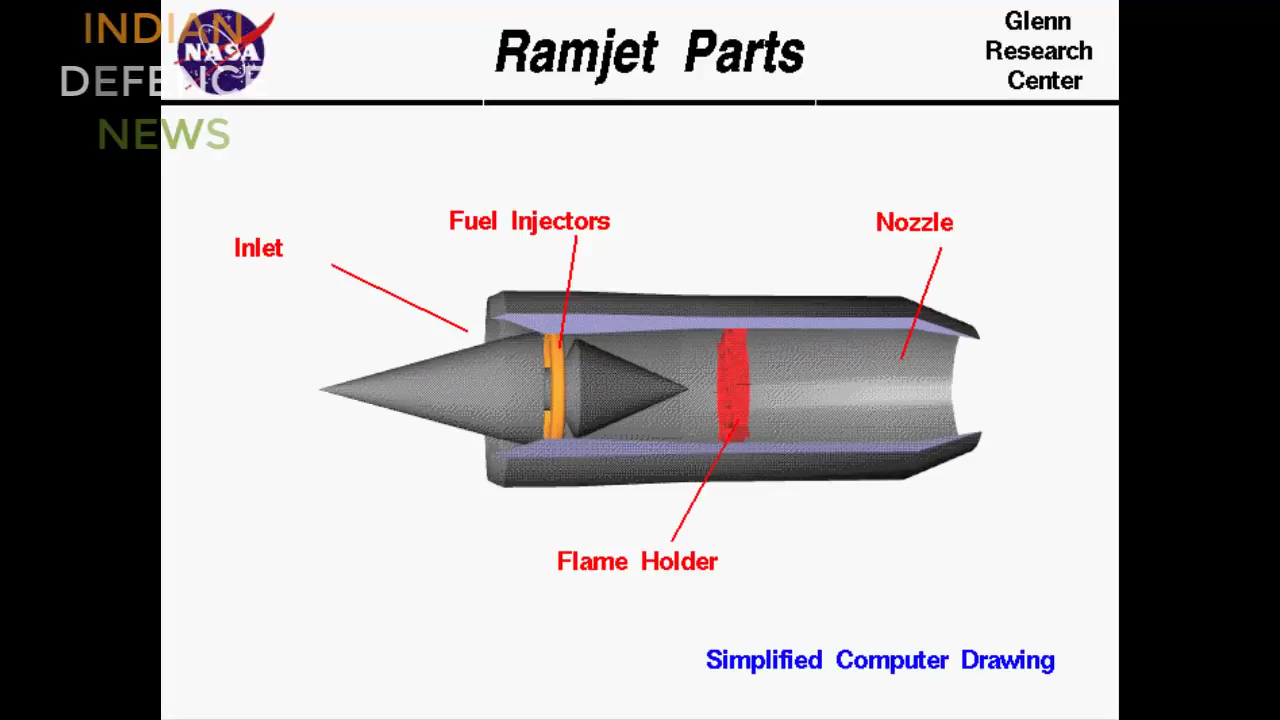 INDIAN
DEFENCE
NEWS
NASA
Ramjet Parts
Glenn
Research
Center
Inlet
Fuel Injectors
Nozzle
Flame Holder
Simplified Computer Drawing